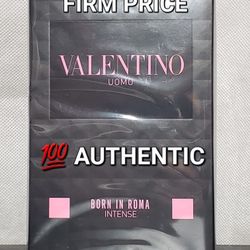 FIRM PRICE
VALENTINO
UOMO
💯 AUTHENTIC
BORN IN ROMA
INTENSE